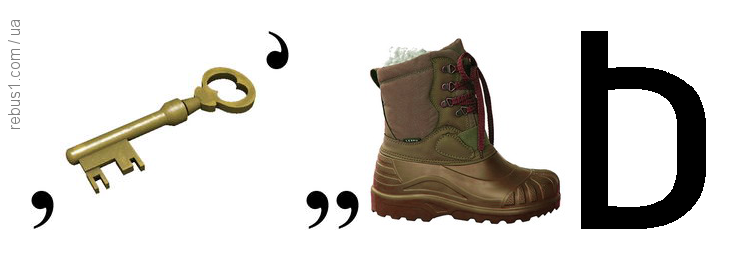 rebus1.com/ua
, ’ ,, Ь